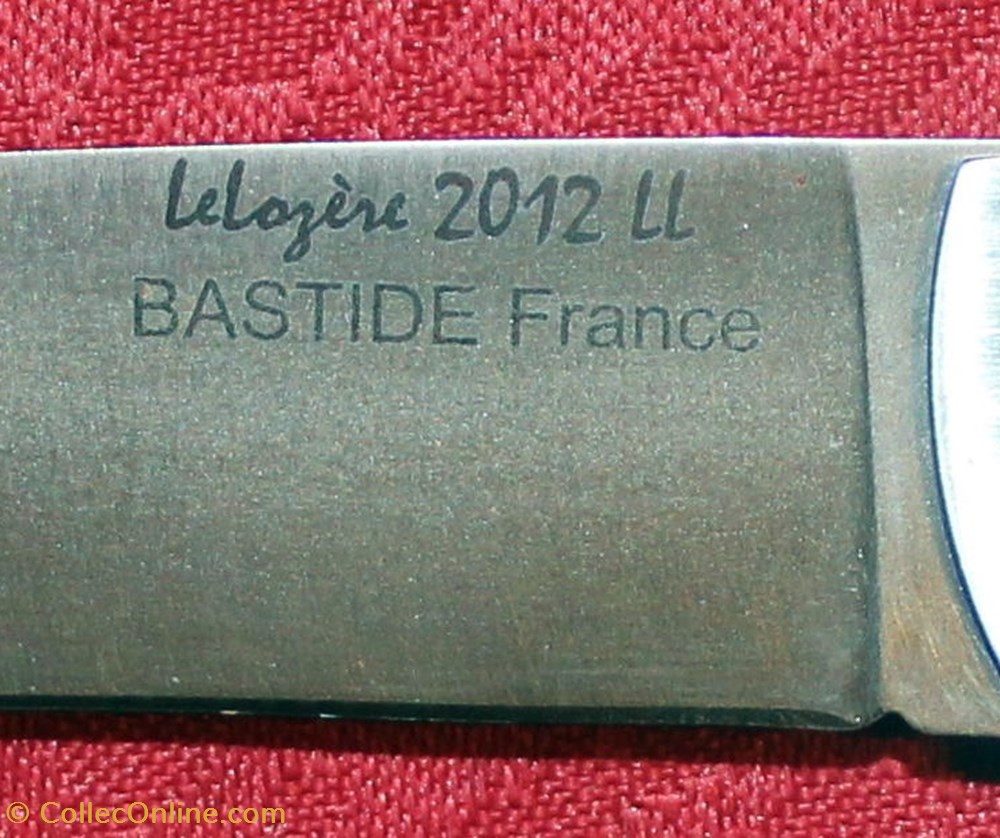 LeLozère 2012 LL
BASTIDE France
© CollecOnline.com